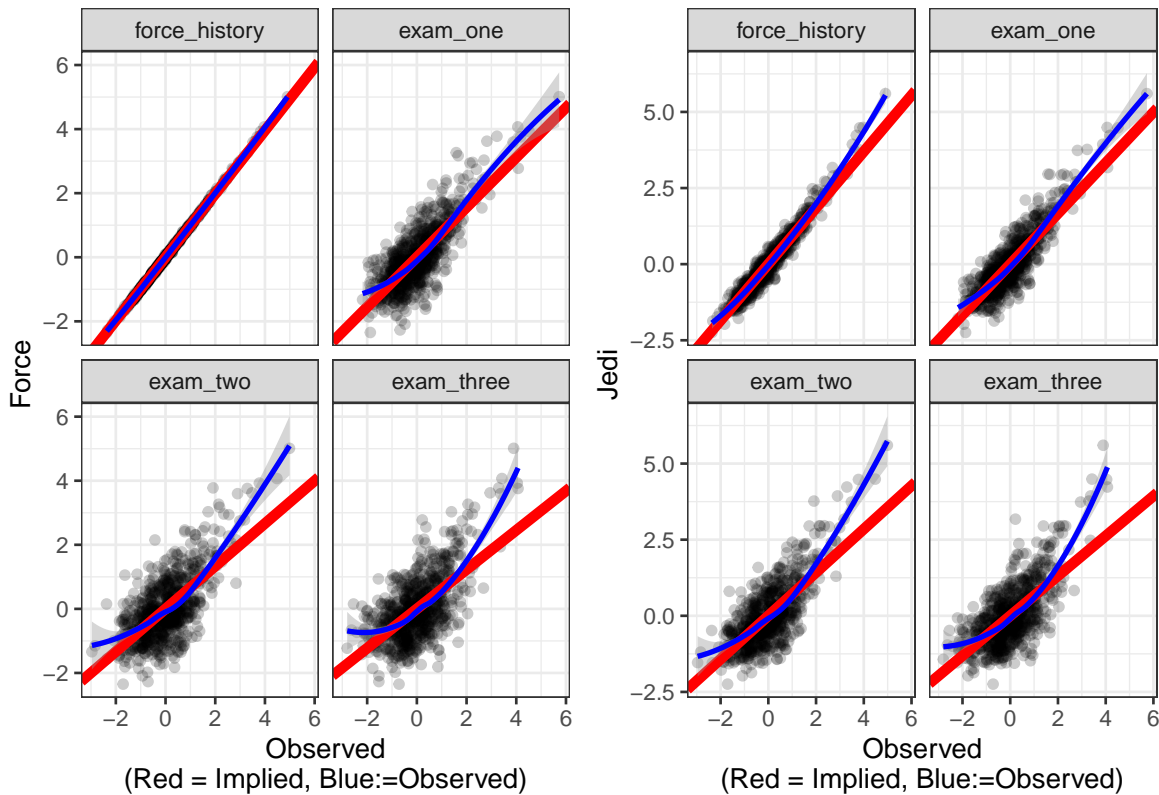 force_history exam_one
6
4
2
0
−2
exam_two exam_three
6
4
2
0
−2
−2 0 2 4 6 −2 0 2 4 6
Force
Observed
(Red = Implied, Blue:=Observed)
force_history exam_one
5.0
2.5
0.0
−2.5
exam_two exam_three
5.0
2.5
0.0
−2.5
−2 0 2 4 6 −2 0 2 4 6
Jedi
Observed
(Red = Implied, Blue:=Observed)